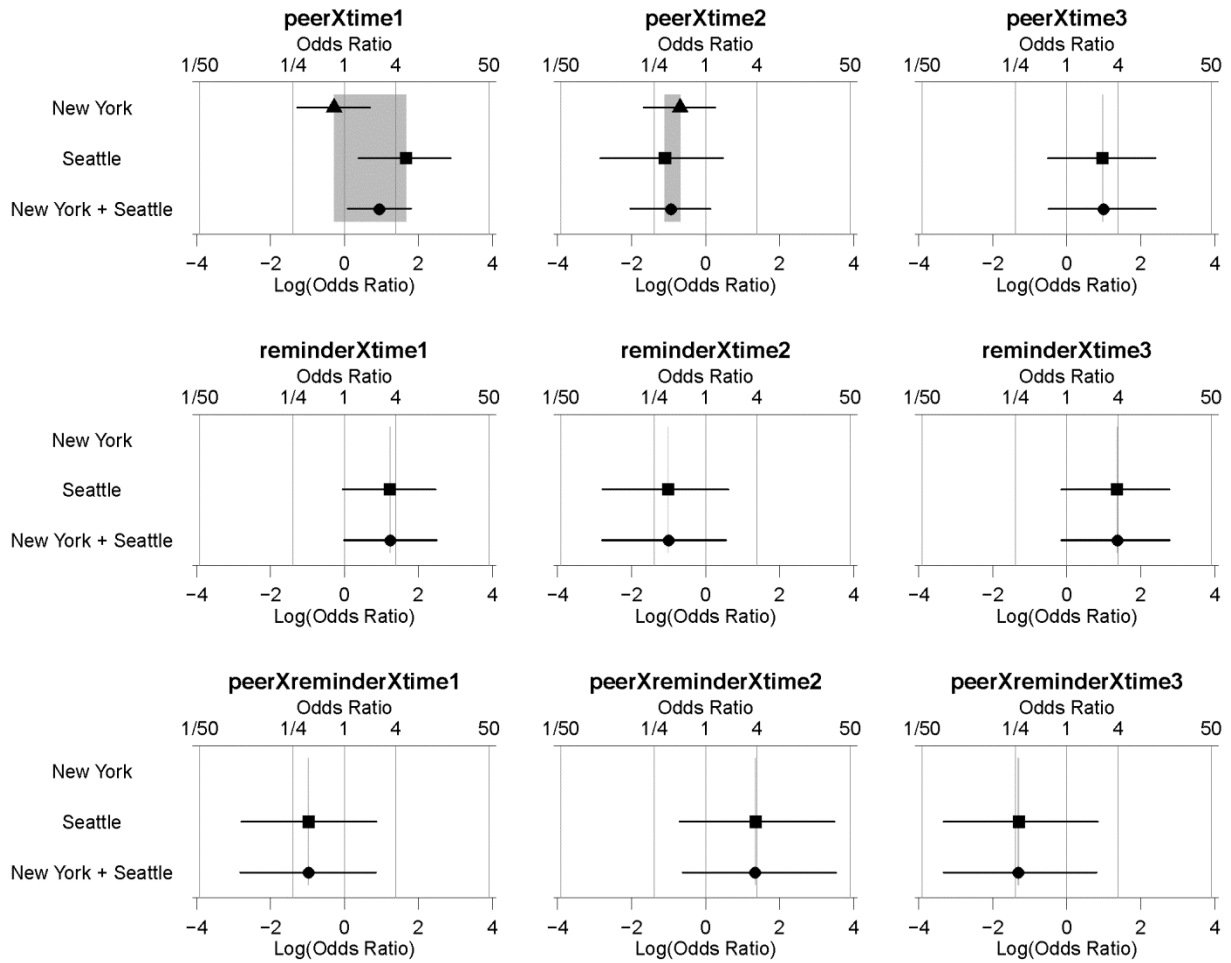 peerXtime1 peerXtime2 peerXtime3
Odds Ratio Odds Ratio Odds Ratio
1/50 1/4 1 4 50 1/50 1/4 1 4 50 1/50 1/4 1 4 50
New York
Seattle
New York + Seattle
−4 −2 0 2 4 −4 −2 0 2 4 −4 −2 0 2 4
Log(Odds Ratio) Log(Odds Ratio) Log(Odds Ratio)
reminderXtime1 reminderXtime2 reminderXtime3
Odds Ratio Odds Ratio Odds Ratio
1/50 1/4 1 4 50 1/50 1/4 1 4 50 1/50 1/4 1 4 50
New York
Seattle
New York + Seattle
−4 −2 0 2 4 −4 −2 0 2 4 −4 −2 0 2 4
Log(Odds Ratio) Log(Odds Ratio) Log(Odds Ratio)
peerXreminderXtime1 peerXreminderXtime2 peerXreminderXtime3
Odds Ratio Odds Ratio Odds Ratio
1/50 1/4 1 4 50 1/50 1/4 1 4 50 1/50 1/4 1 4 50
New York
Seattle
New York + Seattle
−4 −2 0 2 4 −4 −2 0 2 4 −4 −2 0 2 4
Log(Odds Ratio) Log(Odds Ratio) Log(Odds Ratio)